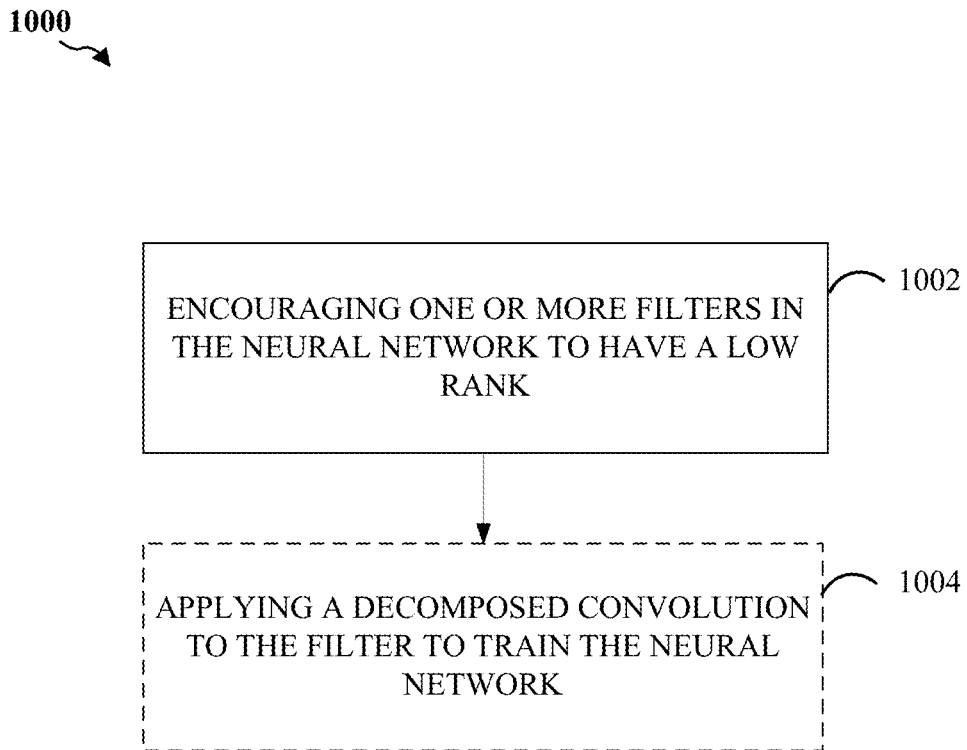 1000
ENCOURAGING ONE OR MORE FILTERS IN
THE NEURAL NETWORK TO HAVE A LOW
RANK
1002
APPLYING A DECOMPOSED CONVOLUTION
TO THE FILTER TO TRAIN THE NEURAL
NETWORK
1004